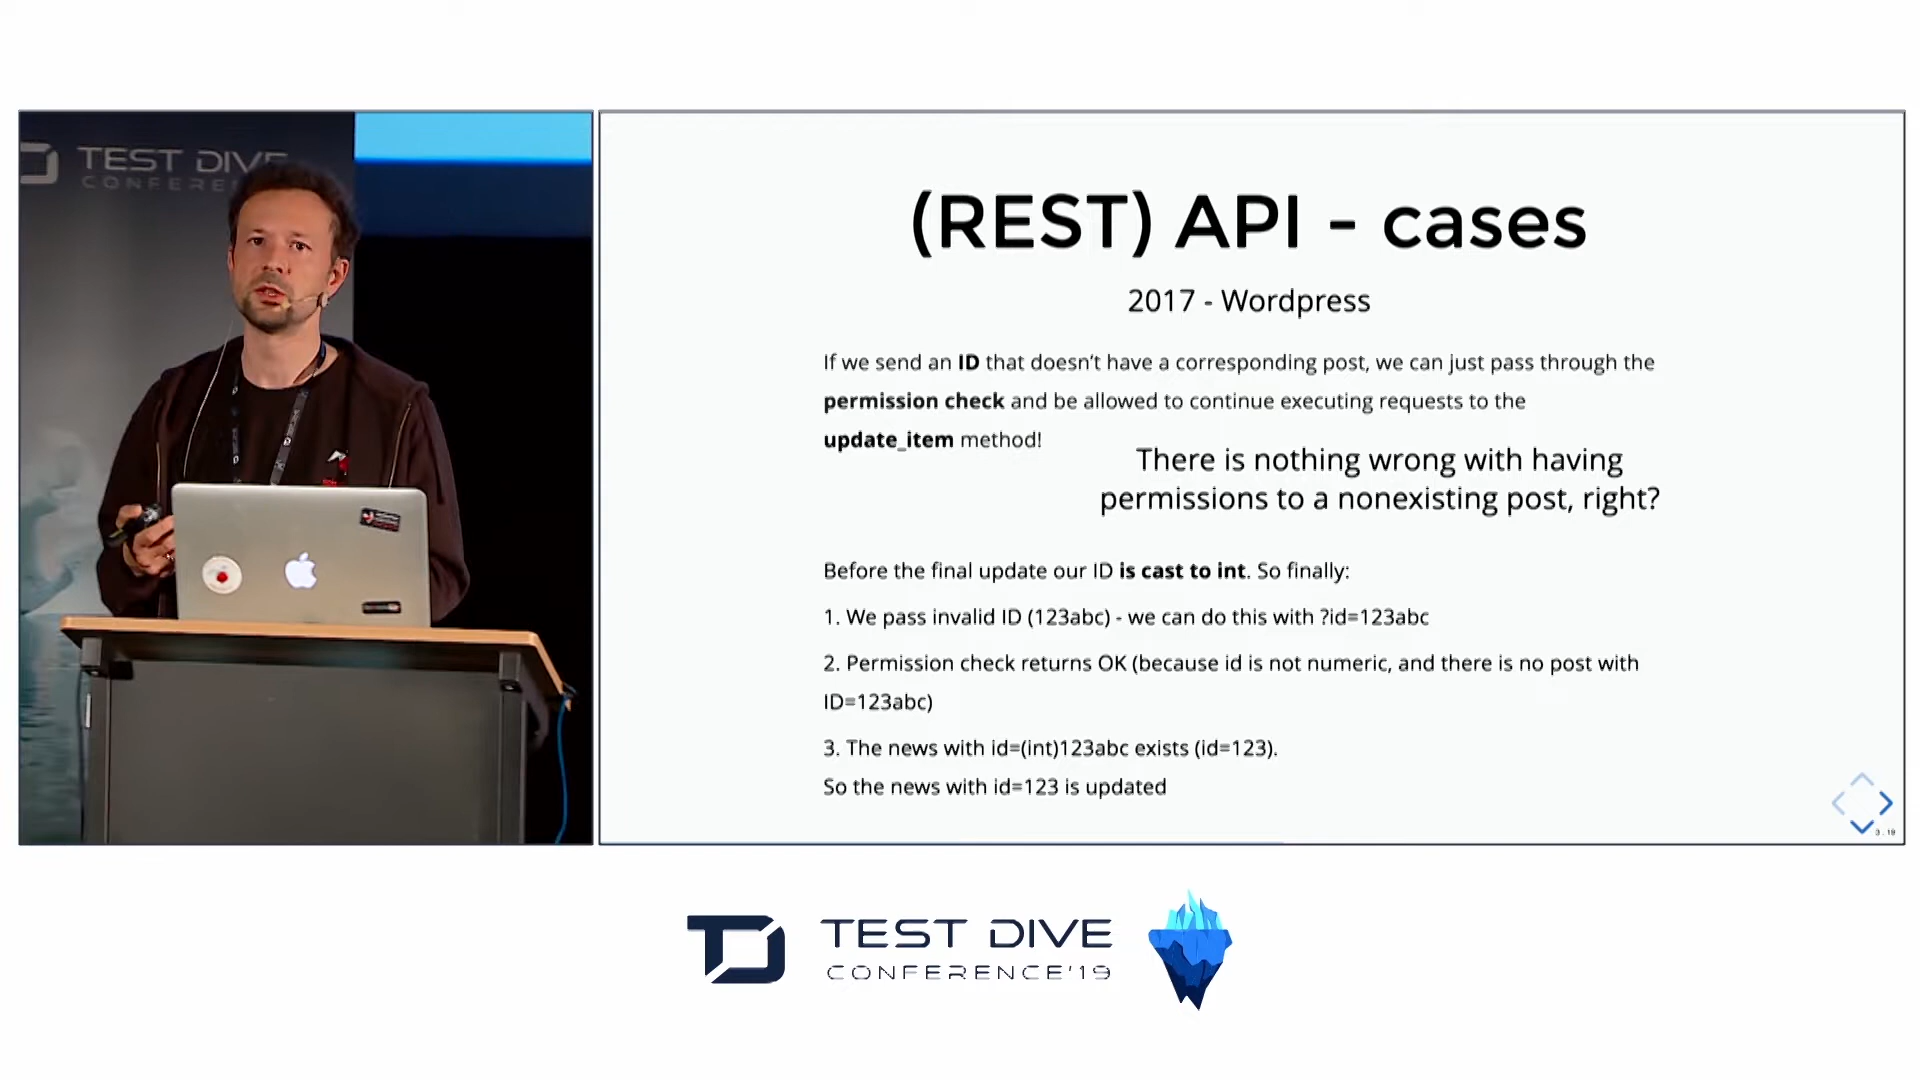 TEST DIVE
CONFERE
(REST) API - cases
2017 - Wordpress
If we send an ID that doesn't have a corresponding post, we can just pass through the
permission check and be allowed to continue executing requests to the
update_item method!
There is nothing wrong with having
permissions to a nonexisting post, right?
Before the final update our ID is cast to int. So finally:
1. We pass invalid ID (123abc) - we can do this with ?id=123abc
2. Permission check returns OK (because id is not numeric, and there is no post with
ID=123abc)
3. The news with id=(int)123abc exists (id=123).
So the news with id=123 is updated
3.19
TD TEST DIVE
CONFERENCE'19